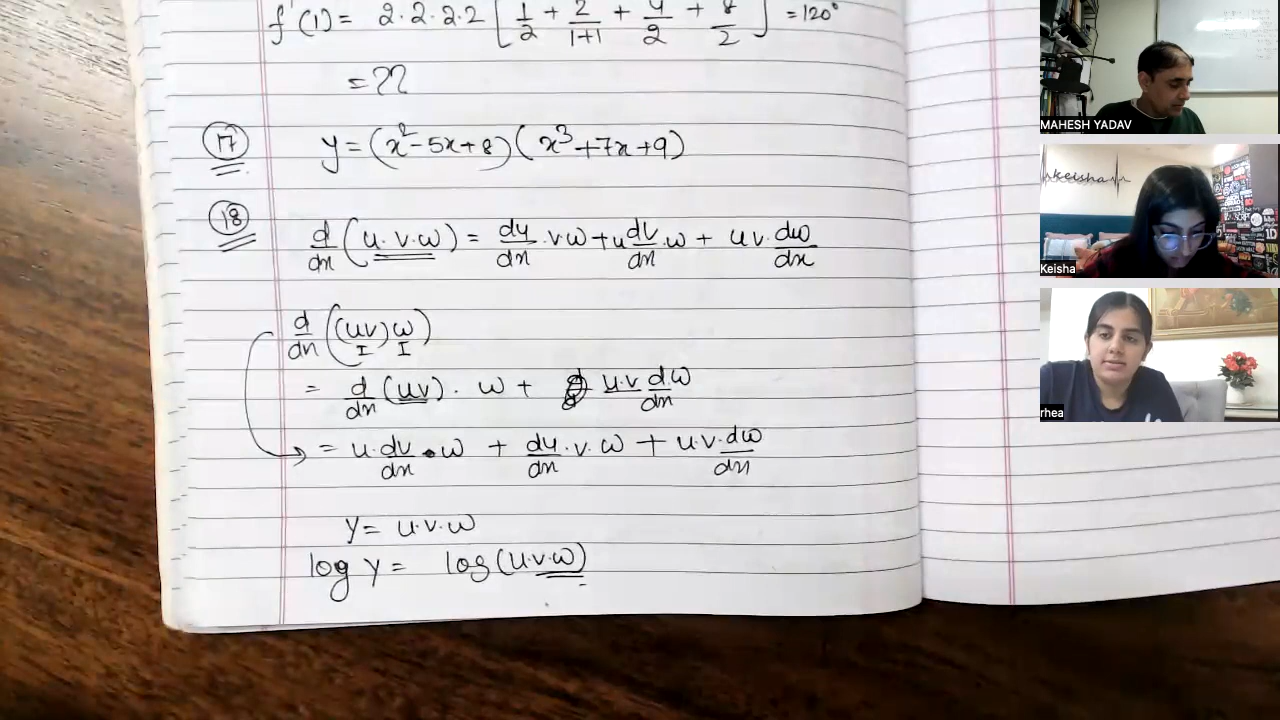 f'(1) = 2·2·2·2 [ 1/2 + 2/1+1 + 4/2 + 8/2 ] = 120
= ??
17 y = (x² - 5x + 8)(x³ + 7x + 9)
18 d/dx (u·v·w) = du/dx ·vw + u dv/dx ·w + uv· dw/dx
d/dx ((uv) w)
I I
= d/dx (uv) · w + u·v dw/dx
= u· dv/dx · w + du/dx · v· w + u·v· dw/dx
y = u·v·w
log y = log (u·v·w)
MAHESH YADAV
keisha
Keisha
rhea